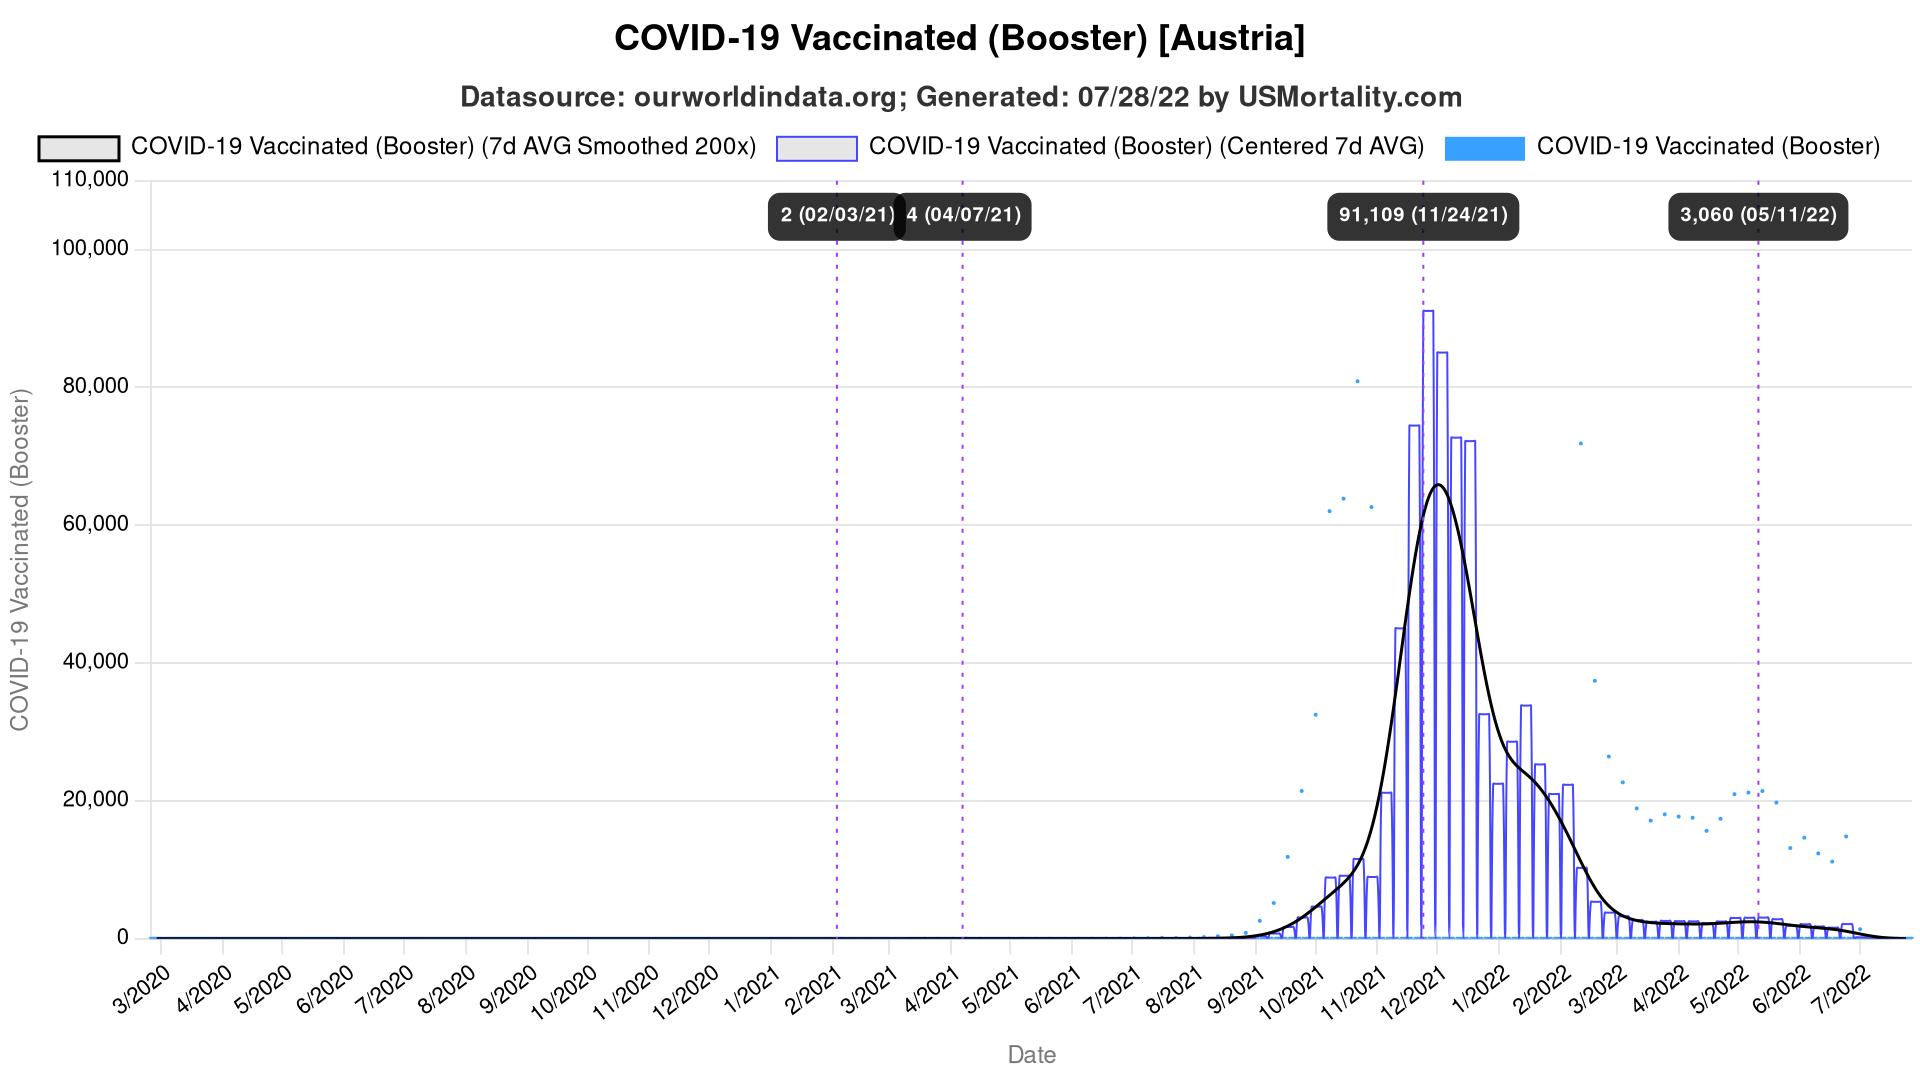 COVID-19 Vaccinated (Booster) [Austria]
Datasource: ourworldindata.org; Generated: 07/28/22 by USMortality.com
COVID-19 Vaccinated (Booster) (7d AVG Smoothed 200x) COVID-19 Vaccinated (Booster) (Centered 7d AVG) COVID-19 Vaccinated (Booster)
110,000
2 (02/03/21) 4 (04/07/21) 91,109 (11/24/21) 3,060 (05/11/22)
100,000
80,000
60,000
40,000
20,000
0
COVID-19 Vaccinated (Booster)
3/2020 4/2020 5/2020 6/2020 7/2020 8/2020 9/2020 10/2020 11/2020 12/2020 1/2021 2/2021 3/2021 4/2021 5/2021 6/2021 7/2021 8/2021 9/2021 10/2021 11/2021 12/2021 1/2022 2/2022 3/2022 4/2022 5/2022 6/2022 7/2022
Date